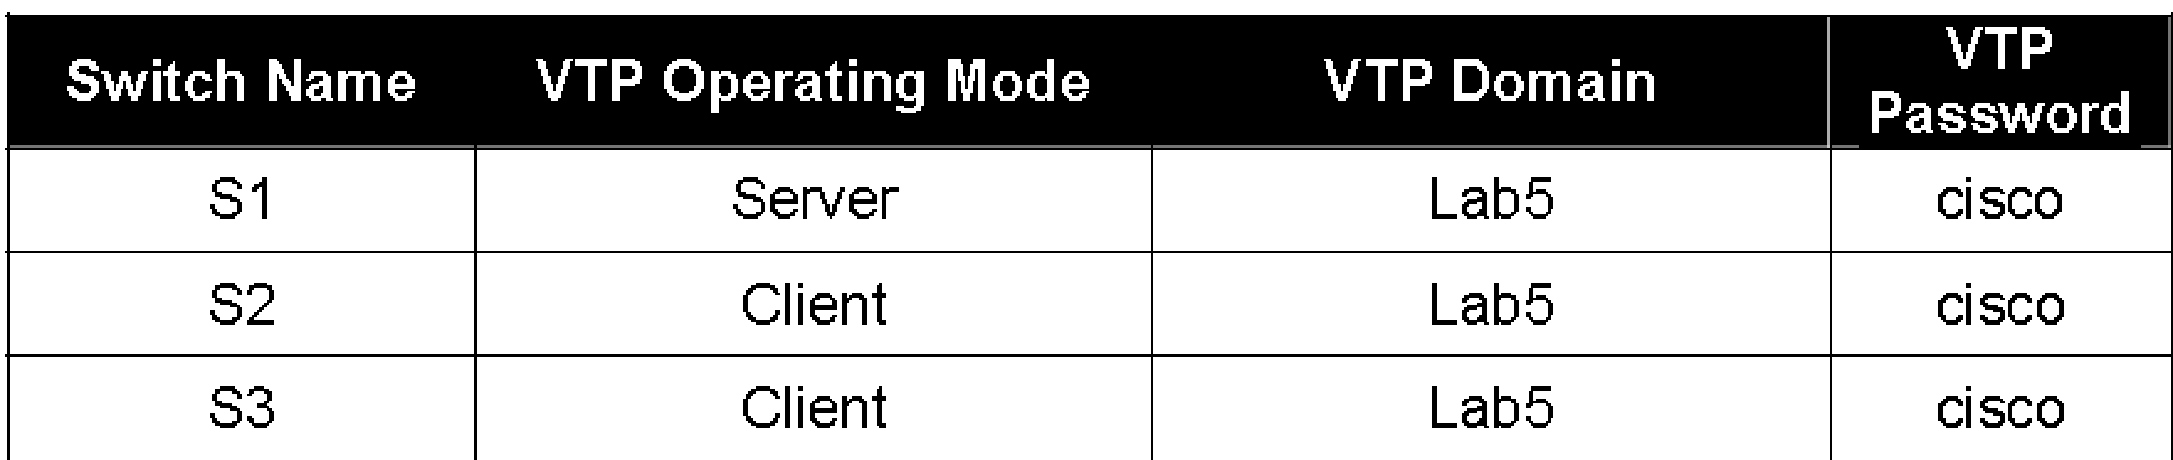 Switch Name VTP Operating Mode VTP Domain VTP Password
S1 Server Lab5 cisco
S2 Client Lab5 cisco
S3 Client Lab5 cisco